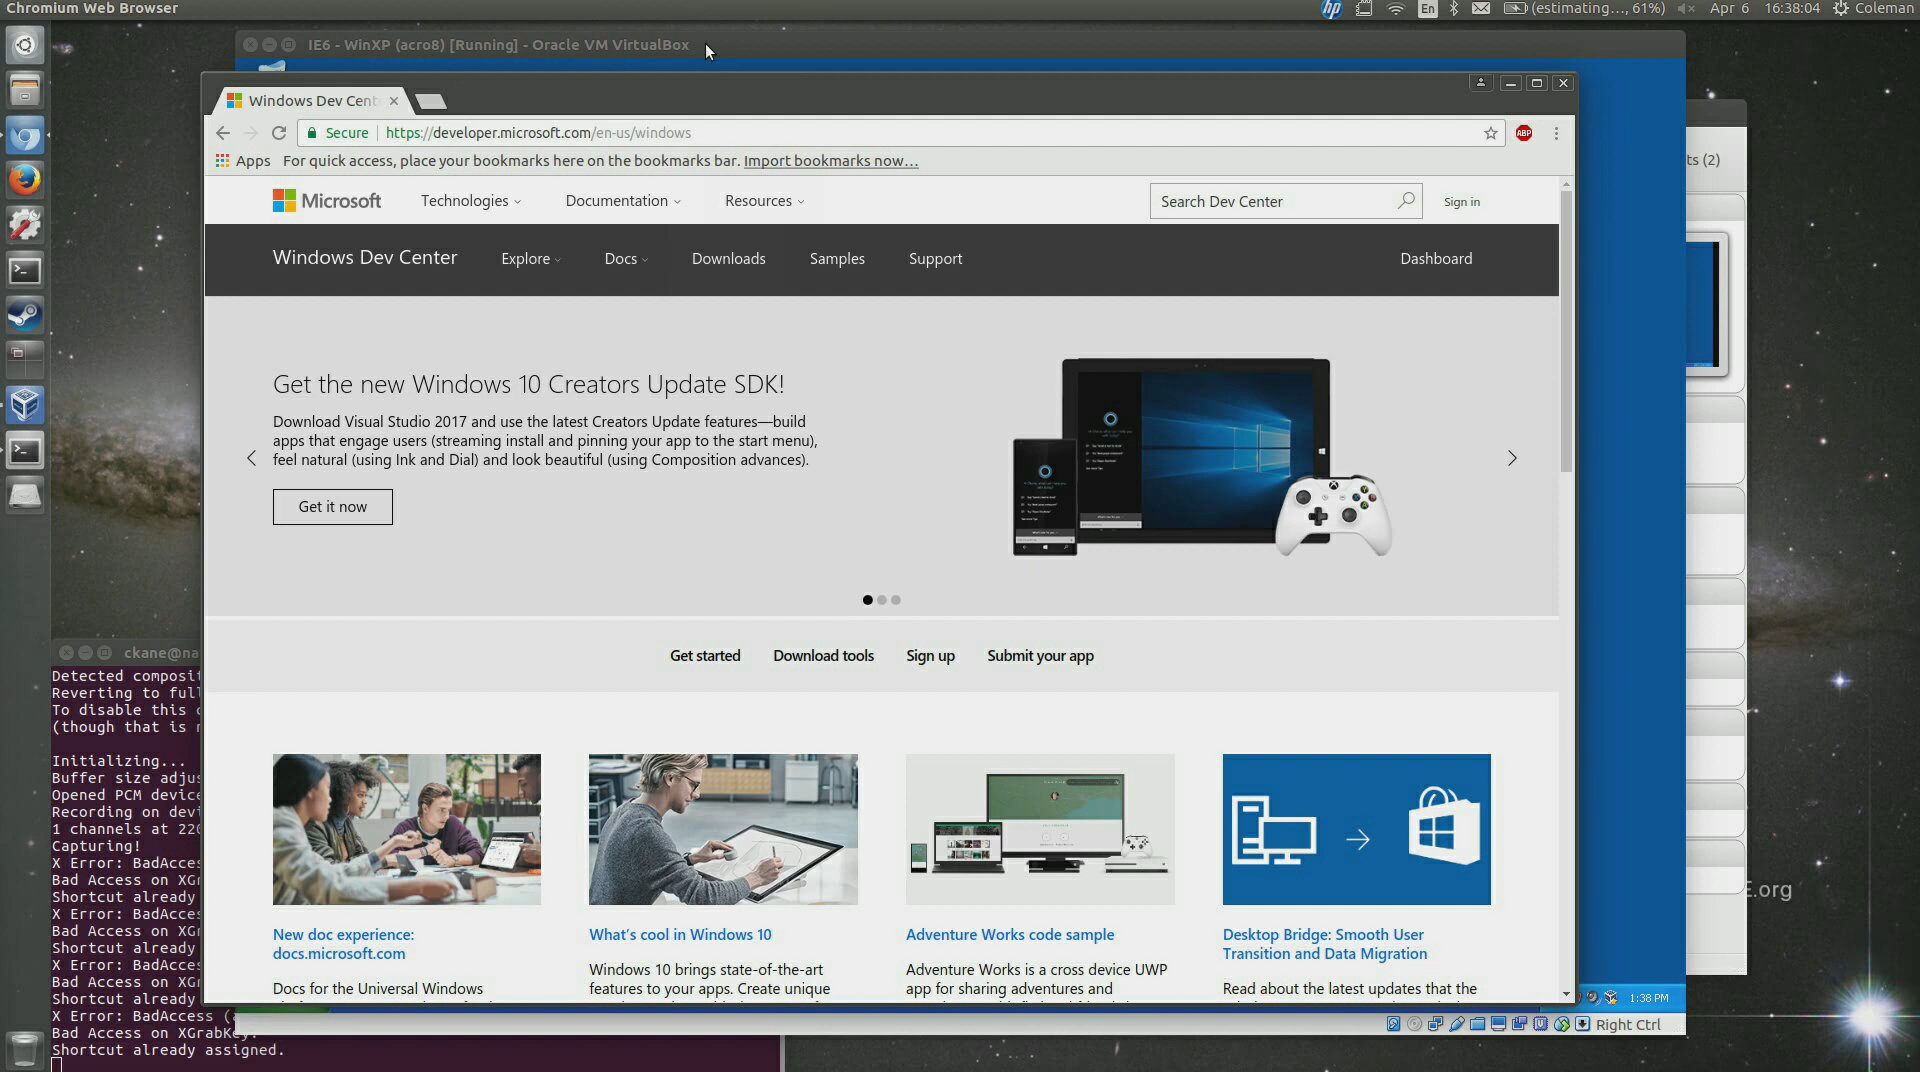 Chromium Web Browser
En
(estimating..., 61%)
Apr 6
16:38:04
Coleman
IE6 - WinXP (acro8) [Running] - Oracle VM VirtualBox
Windows Dev Cent
Secure
https://developer.microsoft.com/en-us/windows
ABP
Apps
For quick access, place your bookmarks here on the bookmarks bar. Import bookmarks now...
ts (2)
Microsoft
Technologies
Documentation
Resources
Search Dev Center
Sign in
Windows Dev Center
Explore
Docs
Downloads
Samples
Support
Dashboard
Get the new Windows 10 Creators Update SDK!
Download Visual Studio 2017 and use the latest Creators Update features—build
apps that engage users (streaming install and pinning your app to the start menu),
feel natural (using Ink and Dial) and look beautiful (using Composition advances).
Get it now
Get started
Download tools
Sign up
Submit your app
New doc experience:
docs.microsoft.com
Docs for the Universal Windows
What's cool in Windows 10
Windows 10 brings state-of-the-art
features to your apps. Create unique
Adventure Works code sample
Adventure Works is a cross device UWP
app for sharing adventures and
Desktop Bridge: Smooth User
Transition and Data Migration
Read about the latest updates that the
ckane@na
Detected composit
Reverting to full
To disable this
(though that is
Initializing...
Buffer size adjus
Opened PCM device
Recording on devi
1 channels at 220
Capturing!
X Error: BadAcces
Bad Access on XGr
Shortcut already
X Error: BadAcces
Bad Access on XGr
Shortcut already
X Error: BadAcces
Bad Access on XGr
Shortcut already
X Error: BadAccess (
Bad Access on XGrabKey.
Shortcut already assigned.
E.org
1:38 PM
Right Ctrl